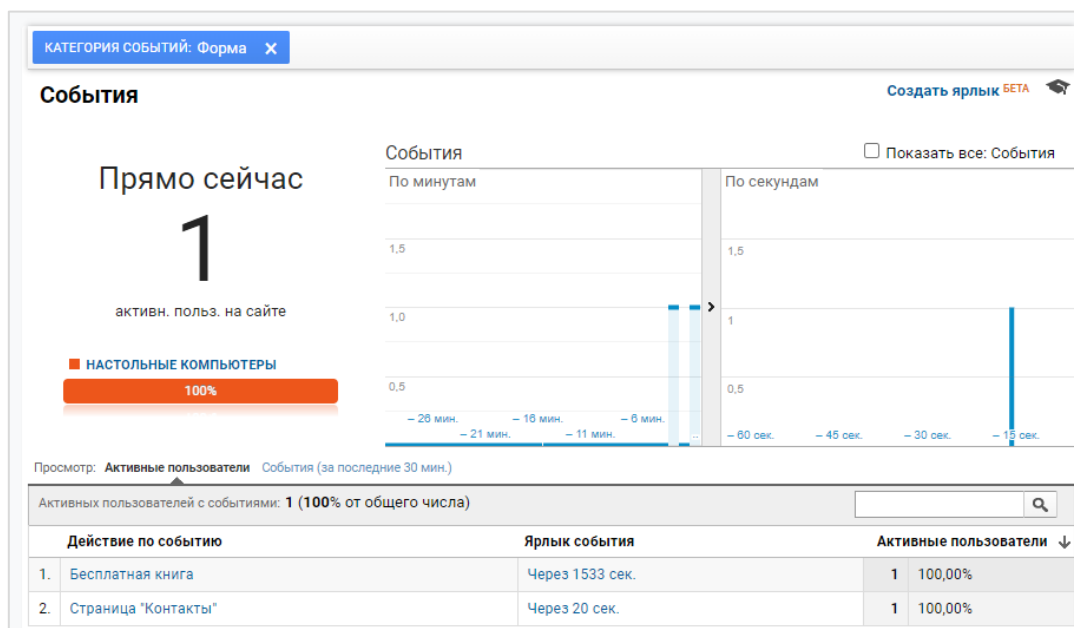 КАТЕГОРИЯ СОБЫТИЙ: Форма X
События
Создать ярлык БЕТА
Прямо сейчас
1
активн. польз. на сайте
НАСТОЛЬНЫЕ КОМПЬЮТЕРЫ
100%
События
Показать все: События
По минутам
1,5
1,0
0,5
– 26 мин. – 16 мин. – 6 мин.
– 21 мин. – 11 мин. ..
По секундам
1,5
1
0,5
– 60 сек. – 45 сек. – 30 сек. – 15 сек.
Просмотр: Активные пользователи События (за последние 30 мин.)
Активных пользователей с событиями: 1 (100% от общего числа)
Действие по событию Ярлык события Активные пользователи ↓
1. Бесплатная книга Через 1533 сек. 1 100,00%
2. Страница "Контакты" Через 20 сек. 1 100,00%